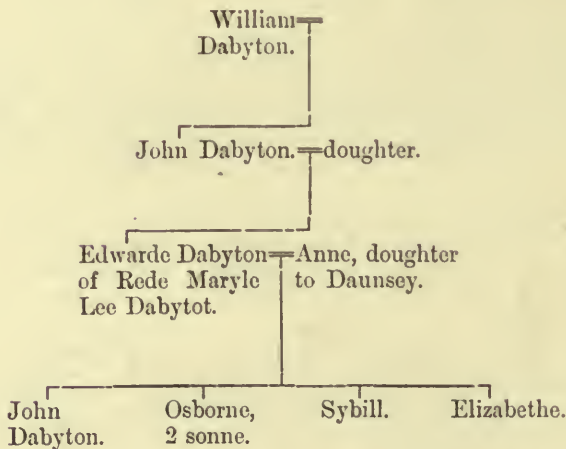 William
Dabyton.
John Dabyton. doughter.
Edwarde Dabyton Anne, doughter
of Rede Maryle to Daunsey.
Lee Dabytot.
John Osborne, Sybill. Elizabethe.
Dabyton. 2 sonne.